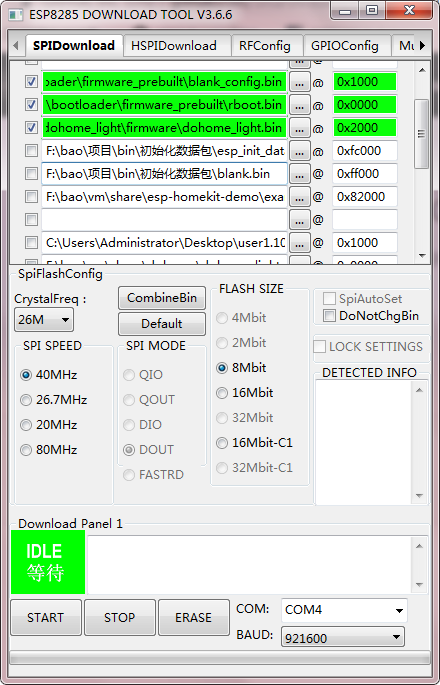 ESP8285 DOWNLOAD TOOL V3.6.6
SPIDownload HSPIDownload RFConfig GPIOConfig Mu
oader\firmware_prebuilt\blank_config.bin ... @ 0x1000
\bootloader\firmware_prebuilt\rboot.bin ... @ 0x0000
dohome_light\firmware\dohome_light.bin ... @ 0x2000
F:\bao\项目\bin\初始化数据包\esp_init_dat ... @ 0xfc000
F:\bao\项目\bin\初始化数据包\blank.bin ... @ 0xff000
F:\bao\vm\share\esp-homekit-demo\exa ... @ 0x82000
... @
C:\Users\Administrator\Desktop\user1.10 ... @ 0x1000
SpiFlashConfig
CrystalFreq :
26M
CombineBin
Default
SPI SPEED
40MHz
26.7MHz
20MHz
80MHz
SPI MODE
QIO
QOUT
DIO
DOUT
FASTRD
FLASH SIZE
4Mbit
2Mbit
8Mbit
16Mbit
32Mbit
16Mbit-C1
32Mbit-C1
SpiAutoSet
DoNotChgBin
LOCK SETTINGS
DETECTED INFO
Download Panel 1
IDLE
等待
START STOP ERASE
COM: COM4
BAUD: 921600